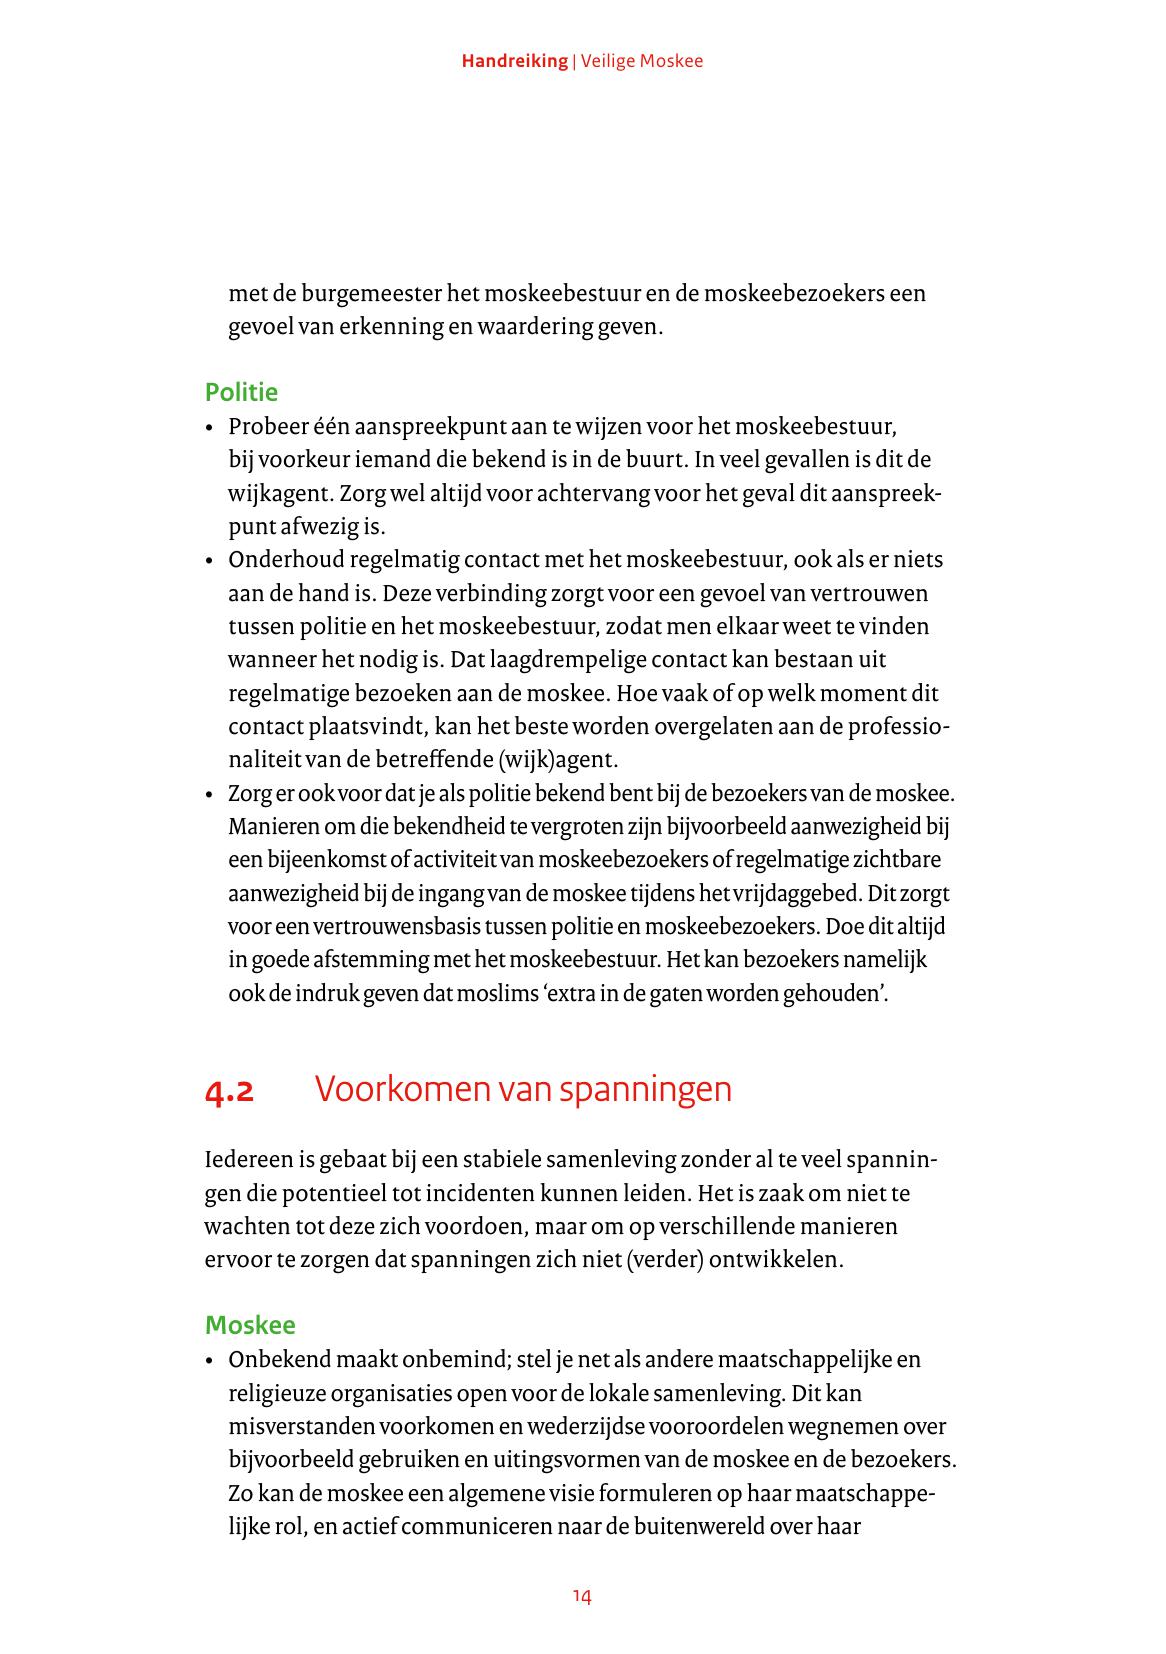 Handreiking | Veilige Moskee
met de burgemeester het moskeebestuur en de moskeebezoekers een
gevoel van erkenning en waardering geven.
Politie
• Probeer één aanspreekpunt aan te wijzen voor het moskeebestuur,
bij voorkeur iemand die bekend is in de buurt. In veel gevallen is dit de
wijkagent. Zorg wel altijd voor achtervang voor het geval dit aanspreek-
punt afwezig is.
• Onderhoud regelmatig contact met het moskeebestuur, ook als er niets
aan de hand is. Deze verbinding zorgt voor een gevoel van vertrouwen
tussen politie en het moskeebestuur, zodat men elkaar weet te vinden
wanneer het nodig is. Dat laagdrempelige contact kan bestaan uit
regelmatige bezoeken aan de moskee. Hoe vaak of op welk moment dit
contact plaatsvindt, kan het beste worden overgelaten aan de professio-
naliteit van de betreffende (wijk)agent.
• Zorg er ook voor dat je als politie bekend bent bij de bezoekers van de moskee.
Manieren om die bekendheid te vergroten zijn bijvoorbeeld aanwezigheid bij
een bijeenkomst of activiteit van moskeebezoekers of regelmatige zichtbare
aanwezigheid bij de ingang van de moskee tijdens het vrijdaggebed. Dit zorgt
voor een vertrouwensbasis tussen politie en moskeebezoekers. Doe dit altijd
in goede afstemming met het moskeebestuur. Het kan bezoekers namelijk
ook de indruk geven dat moslims ‘extra in de gaten worden gehouden’.
4.2 Voorkomen van spanningen
Iedereen is gebaat bij een stabiele samenleving zonder al te veel spannin-
gen die potentieel tot incidenten kunnen leiden. Het is zaak om niet te
wachten tot deze zich voordoen, maar om op verschillende manieren
ervoor te zorgen dat spanningen zich niet (verder) ontwikkelen.
Moskee
• Onbekend maakt onbemind; stel je net als andere maatschappelijke en
religieuze organisaties open voor de lokale samenleving. Dit kan
misverstanden voorkomen en wederzijdse vooroordelen wegnemen over
bijvoorbeeld gebruiken en uitingsvormen van de moskee en de bezoekers.
Zo kan de moskee een algemene visie formuleren op haar maatschappe-
lijke rol, en actief communiceren naar de buitenwereld over haar
14